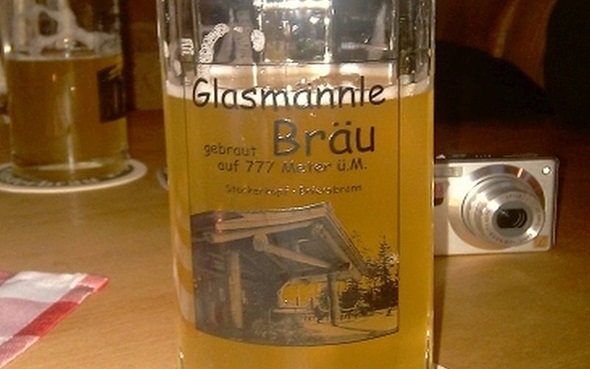 Glasmännle
Bräu
gebraut
auf 777 Meter ü.M.